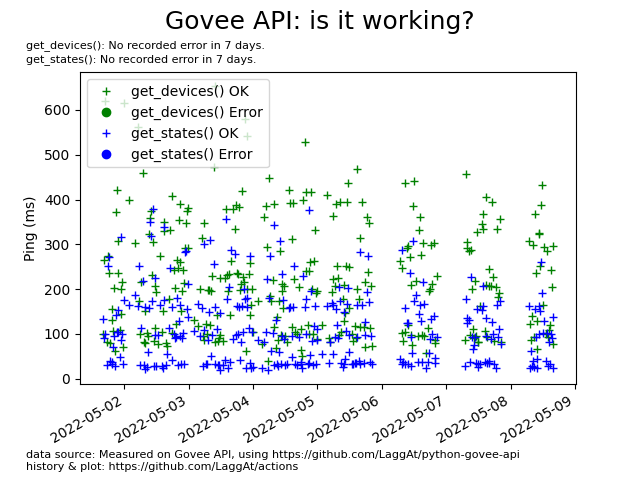 Govee API: is it working?
get_devices(): No recorded error in 7 days.
get_states(): No recorded error in 7 days.
get_devices() OK
get_devices() Error
get_states() OK
get_states() Error
Ping (ms)
600
500
400
300
200
100
0
2022-05-02
2022-05-03
2022-05-04
2022-05-05
2022-05-06
2022-05-07
2022-05-08
2022-05-09
data source: Measured on Govee API, using https://github.com/LaggAt/python-govee-api
history & plot: https://github.com/LaggAt/actions